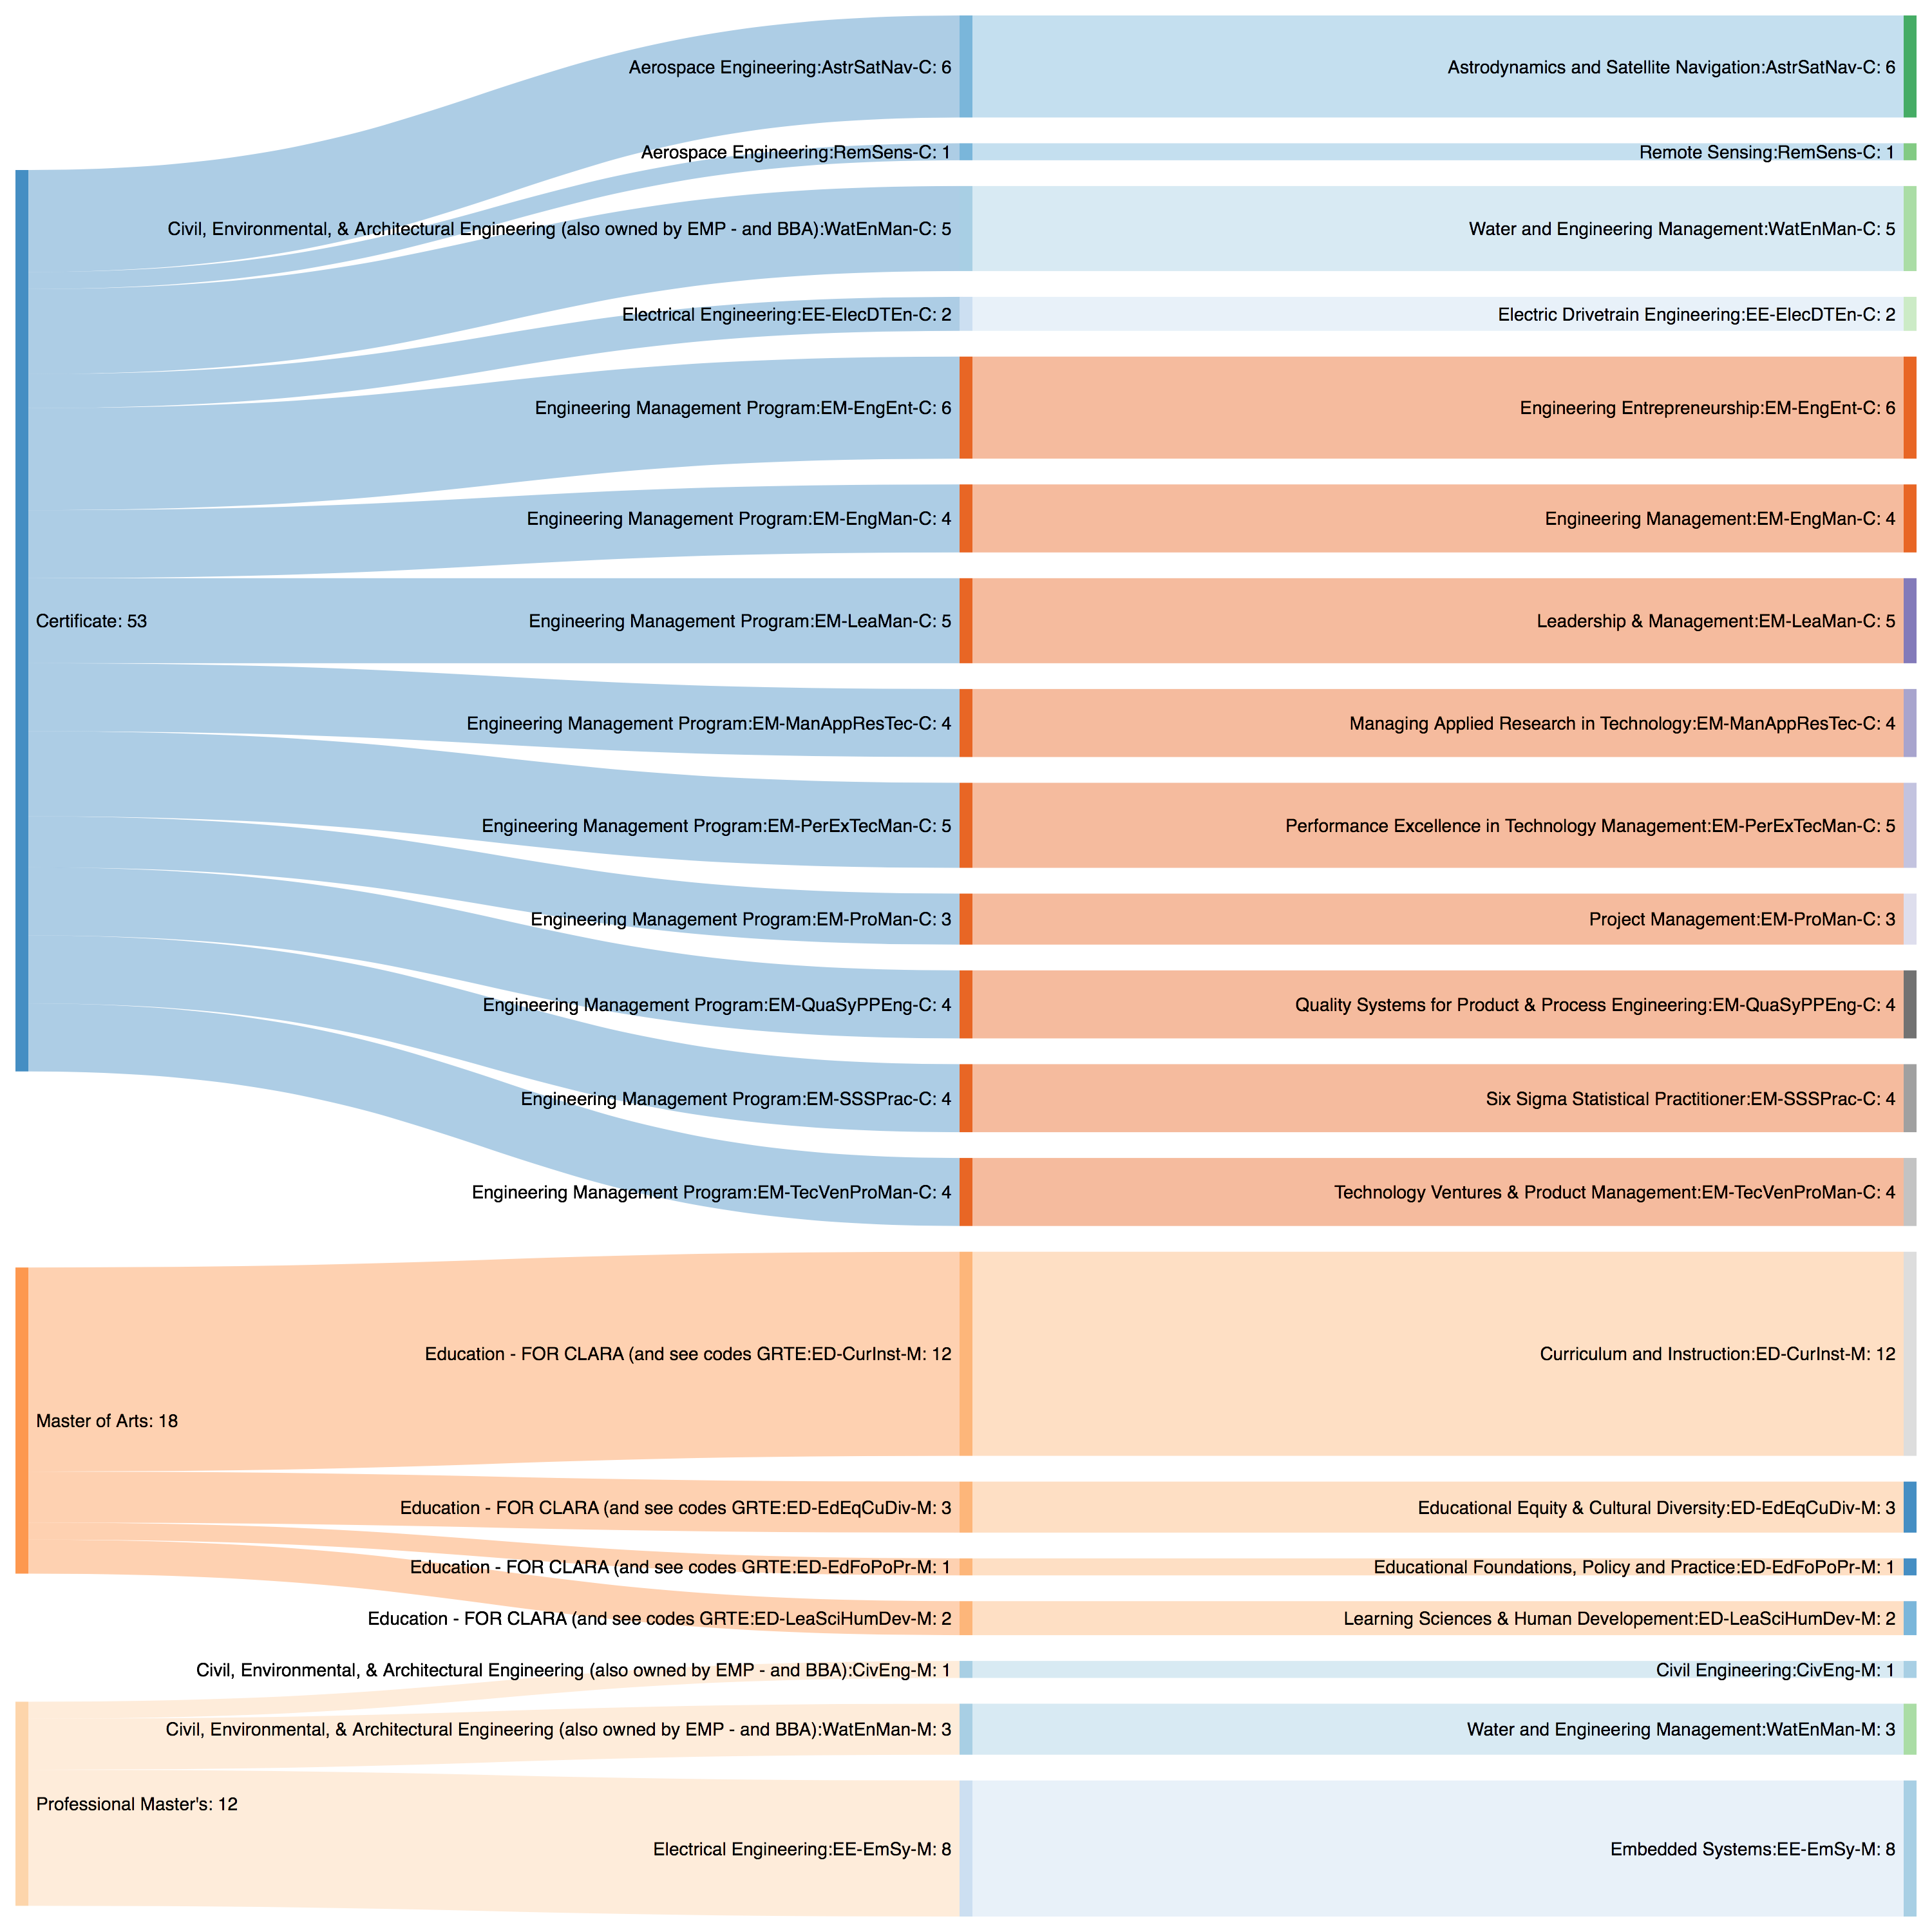 Aerospace Engineering:AstrSatNav-C: 6
Astrodynamics and Satellite Navigation:AstrSatNav-C: 6
Aerospace Engineering:RemSens-C: 1
Remote Sensing:RemSens-C: 1
Civil, Environmental, & Architectural Engineering (also owned by EMP - and BBA):WatEnMan-C: 5
Water and Engineering Management:WatEnMan-C: 5
Electrical Engineering:EE-ElecDTEn-C: 2
Electric Drivetrain Engineering:EE-ElecDTEn-C: 2
Engineering Management Program:EM-EngEnt-C: 6
Engineering Entrepreneurship:EM-EngEnt-C: 6
Engineering Management Program:EM-EngMan-C: 4
Engineering Management:EM-EngMan-C: 4
Certificate: 53
Engineering Management Program:EM-LeaMan-C: 5
Leadership & Management:EM-LeaMan-C: 5
Engineering Management Program:EM-ManAppResTec-C: 4
Managing Applied Research in Technology:EM-ManAppResTec-C: 4
Engineering Management Program:EM-PerExTecMan-C: 5
Performance Excellence in Technology Management:EM-PerExTecMan-C: 5
Engineering Management Program:EM-ProMan-C: 3
Project Management:EM-ProMan-C: 3
Engineering Management Program:EM-QuaSyPPEng-C: 4
Quality Systems for Product & Process Engineering:EM-QuaSyPPEng-C: 4
Engineering Management Program:EM-SSSPrac-C: 4
Six Sigma Statistical Practitioner:EM-SSSPrac-C: 4
Engineering Management Program:EM-TecVenProMan-C: 4
Technology Ventures & Product Management:EM-TecVenProMan-C: 4
Education - FOR CLARA (and see codes GRTE:ED-CurInst-M: 12
Curriculum and Instruction:ED-CurInst-M: 12
Master of Arts: 18
Education - FOR CLARA (and see codes GRTE:ED-EdEqCuDiv-M: 3
Educational Equity & Cultural Diversity:ED-EdEqCuDiv-M: 3
Education - FOR CLARA (and see codes GRTE:ED-EdFoPoPr-M: 1
Educational Foundations, Policy and Practice:ED-EdFoPoPr-M: 1
Education - FOR CLARA (and see codes GRTE:ED-LeaSciHumDev-M: 2
Learning Sciences & Human Developement:ED-LeaSciHumDev-M: 2
Civil, Environmental, & Architectural Engineering (also owned by EMP - and BBA):CivEng-M: 1
Civil Engineering:CivEng-M: 1
Civil, Environmental, & Architectural Engineering (also owned by EMP - and BBA):WatEnMan-M: 3
Water and Engineering Management:WatEnMan-M: 3
Professional Master's: 12
Electrical Engineering:EE-EmSy-M: 8
Embedded Systems:EE-EmSy-M: 8